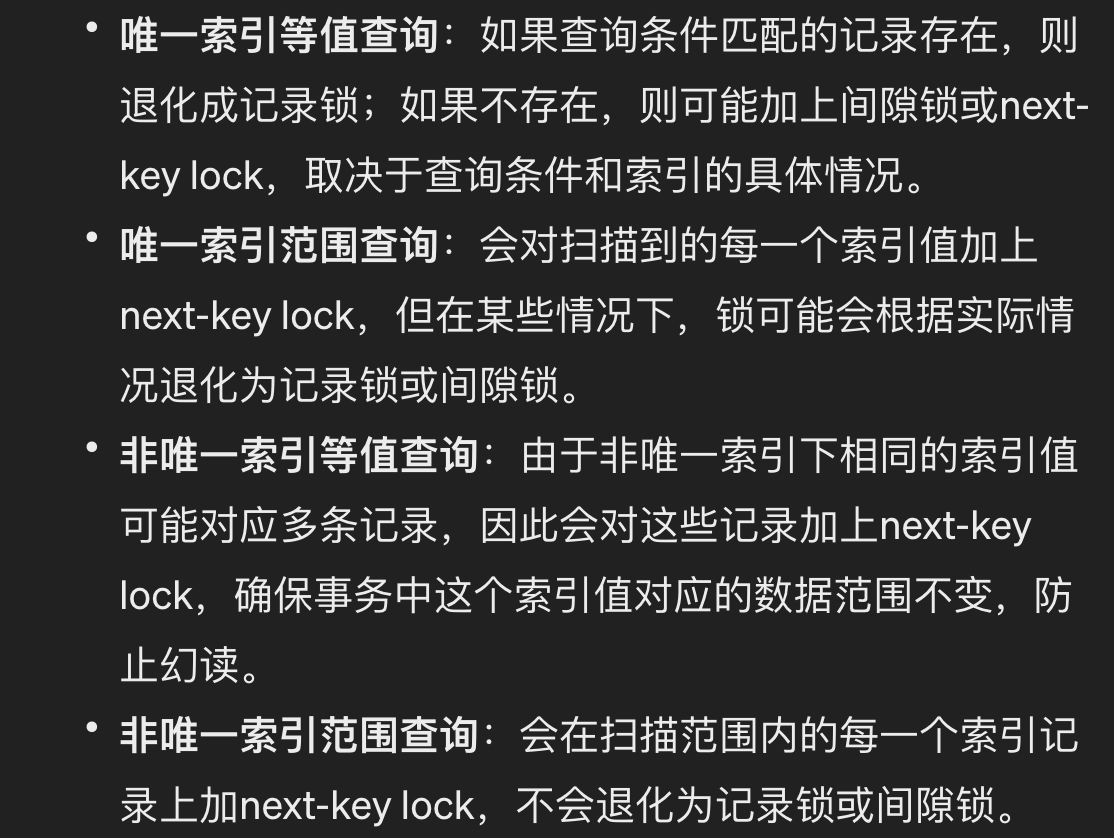 • 唯一索引等值查询：如果查询条件匹配的记录存在，则
退化成记录锁；如果不存在，则可能加上间隙锁或next-
key lock，取决于查询条件和索引的具体情况。
• 唯一索引范围查询：会对扫描到的每一个索引值加上
next-key lock，但在某些情况下，锁可能会根据实际情
况退化为记录锁或间隙锁。
• 非唯一索引等值查询：由于非唯一索引下相同的索引值
可能对应多条记录，因此会对这些记录加上next-key
lock，确保事务中这个索引值对应的数据范围不变，防
止幻读。
• 非唯一索引范围查询：会在扫描范围内的每一个索引记
录上加next-key lock，不会退化为记录锁或间隙锁。